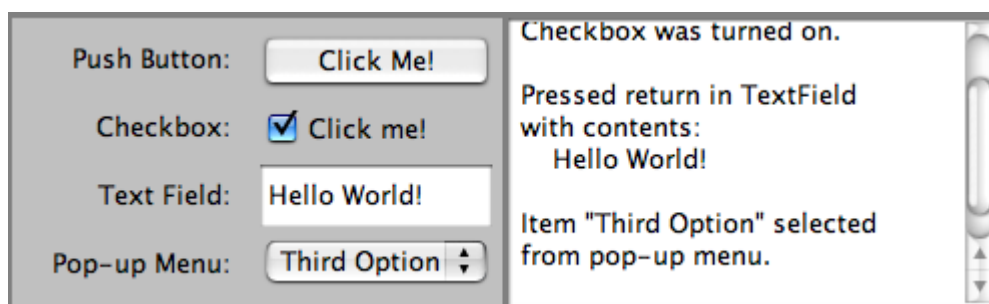 Push Button: Click Me!
Checkbox: Click me!
Text Field: Hello World!
Pop-up Menu: Third Option
Checkbox was turned on.
Pressed return in TextField
with contents:
Hello World!
Item "Third Option" selected
from pop-up menu.